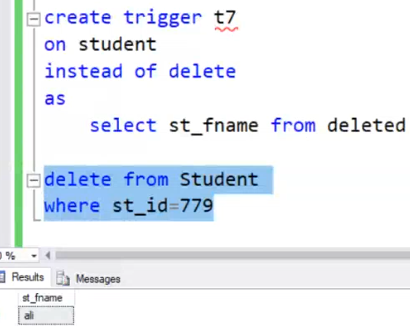 create trigger t7
on student
instead of delete
as
select st_fname from deleted
delete from Student
where st_id=779
%
Results Messages
st_fname
ali